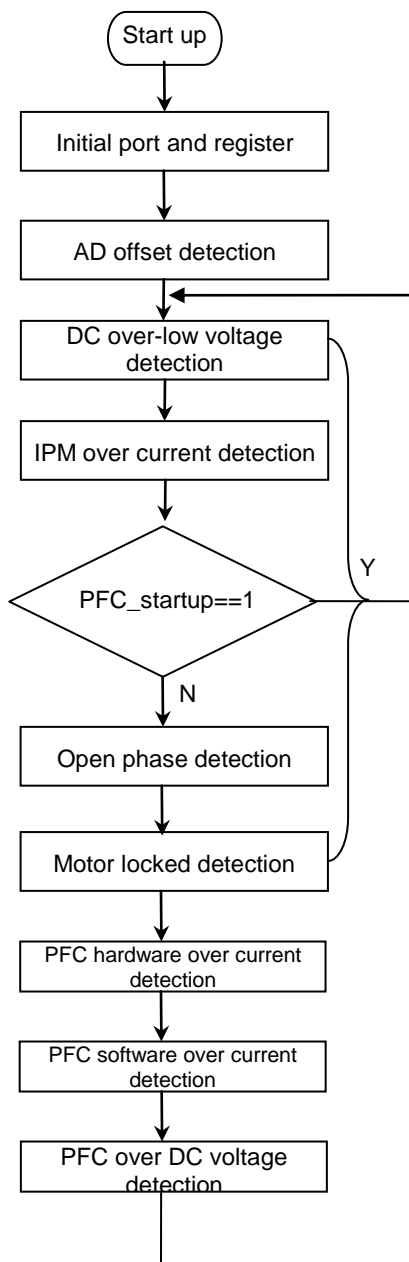 Start up
Initial port and register
AD offset detection
DC over-low voltage
detection
IPM over current detection
PFC_startup==1
Y
N
Open phase detection
Motor locked detection
PFC hardware over current
detection
PFC software over current
detection
PFC over DC voltage
detection